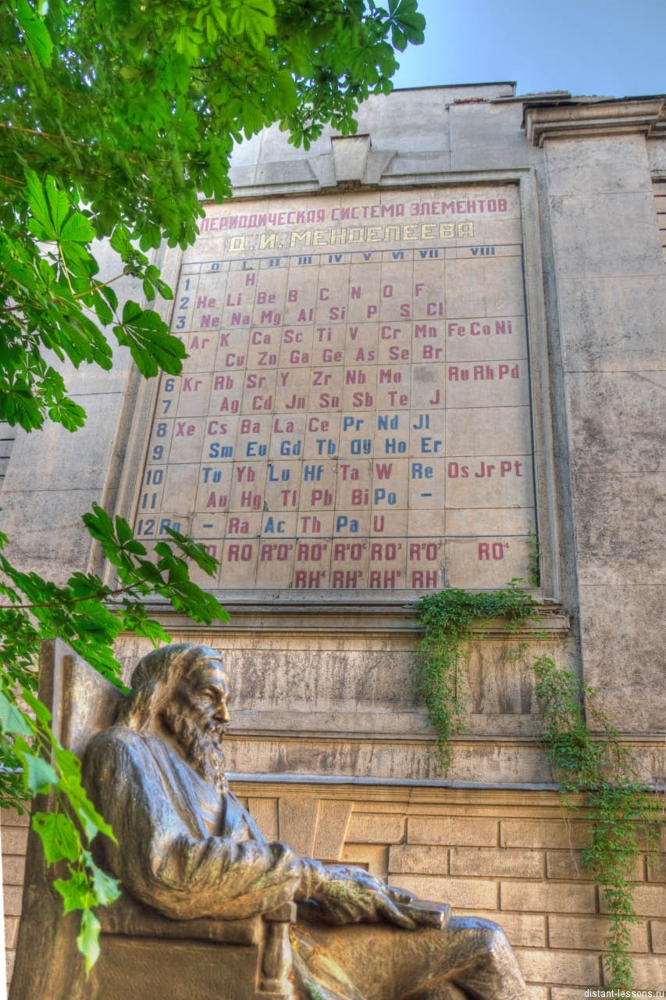 ПЕРИОДИЧЕСКАЯ СИСТЕМА ЭЛЕМЕНТОВ
Д. И. МЕНДЕЛЕЕВА
O I II III IV V VI VII VIII
1 H
2 He Li Be B C N O F
3 Ne Na Mg Al Si P S Cl
Ar K Ca Sc Ti V Cr Mn Fe Co Ni
Cu Zn Ga Ge As Se Br
6 Kr Rb Sr Y Zr Nb Mo Ru Rh Pd
7 Ag Cd Jn Sn Sb Te J
8 Xe Cs Ba La Ce Pr Nd Jl
9 Sm Eu Gd Tb Dy Ho Er
10 Tu Yb Lu Hf Ta W Re Os Jr Pt
11 Au Hg Tl Pb Bi Po –
12 – Ra Ac Th Pa U
RO R²O³ RO² R²O⁵ RO³ R²O⁷ RO⁴
RH⁴ RH³ RH² RH
distant-lessons.ru